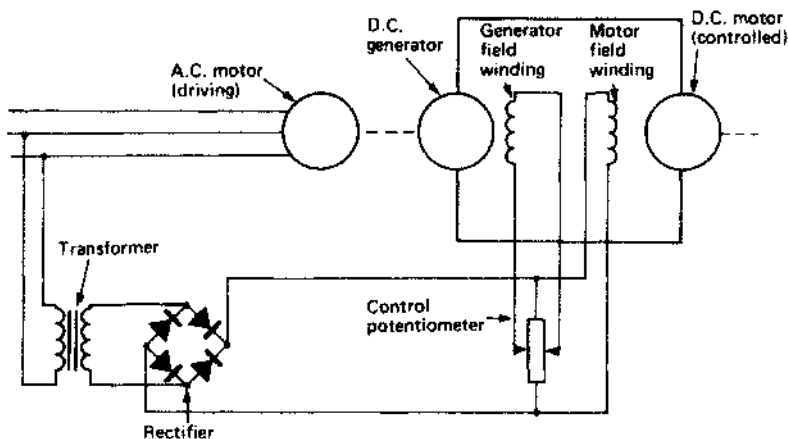 D.C.
generator
Generator
field
winding
Motor
field
winding
D.C. motor
(controlled)
A.C. motor
(driving)
Transformer
Control
potentiometer
Rectifier